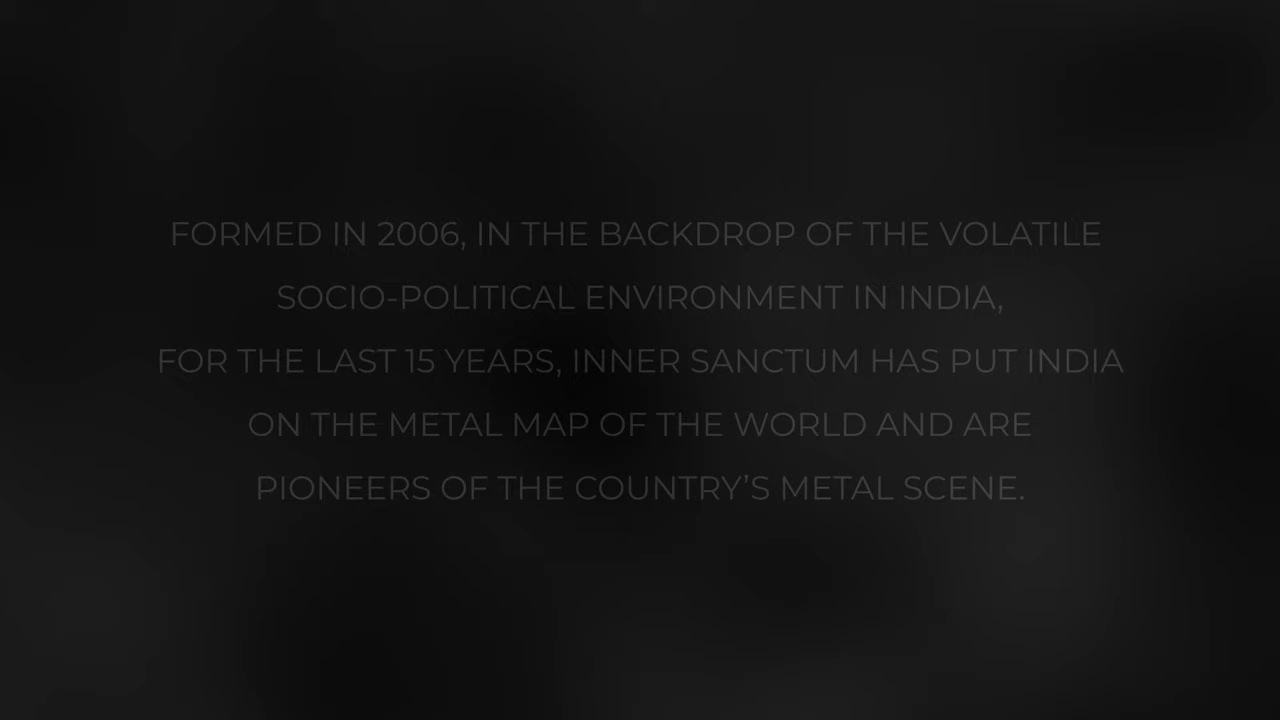 FORMED IN 2006, IN THE BACKDROP OF THE VOLATILE
SOCIO-POLITICAL ENVIRONMENT IN INDIA,
FOR THE LAST 15 YEARS, INNER SANCTUM HAS PUT INDIA
ON THE METAL MAP OF THE WORLD AND ARE
PIONEERS OF THE COUNTRY’S METAL SCENE.